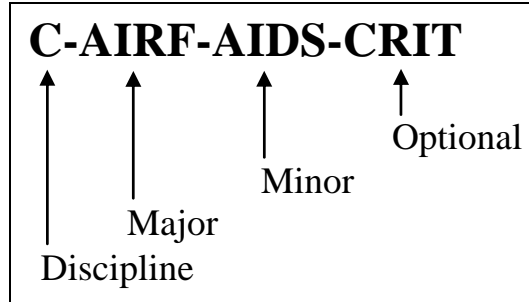 C-AIRF-AIDS-CRIT
Optional
Minor
Major
Discipline